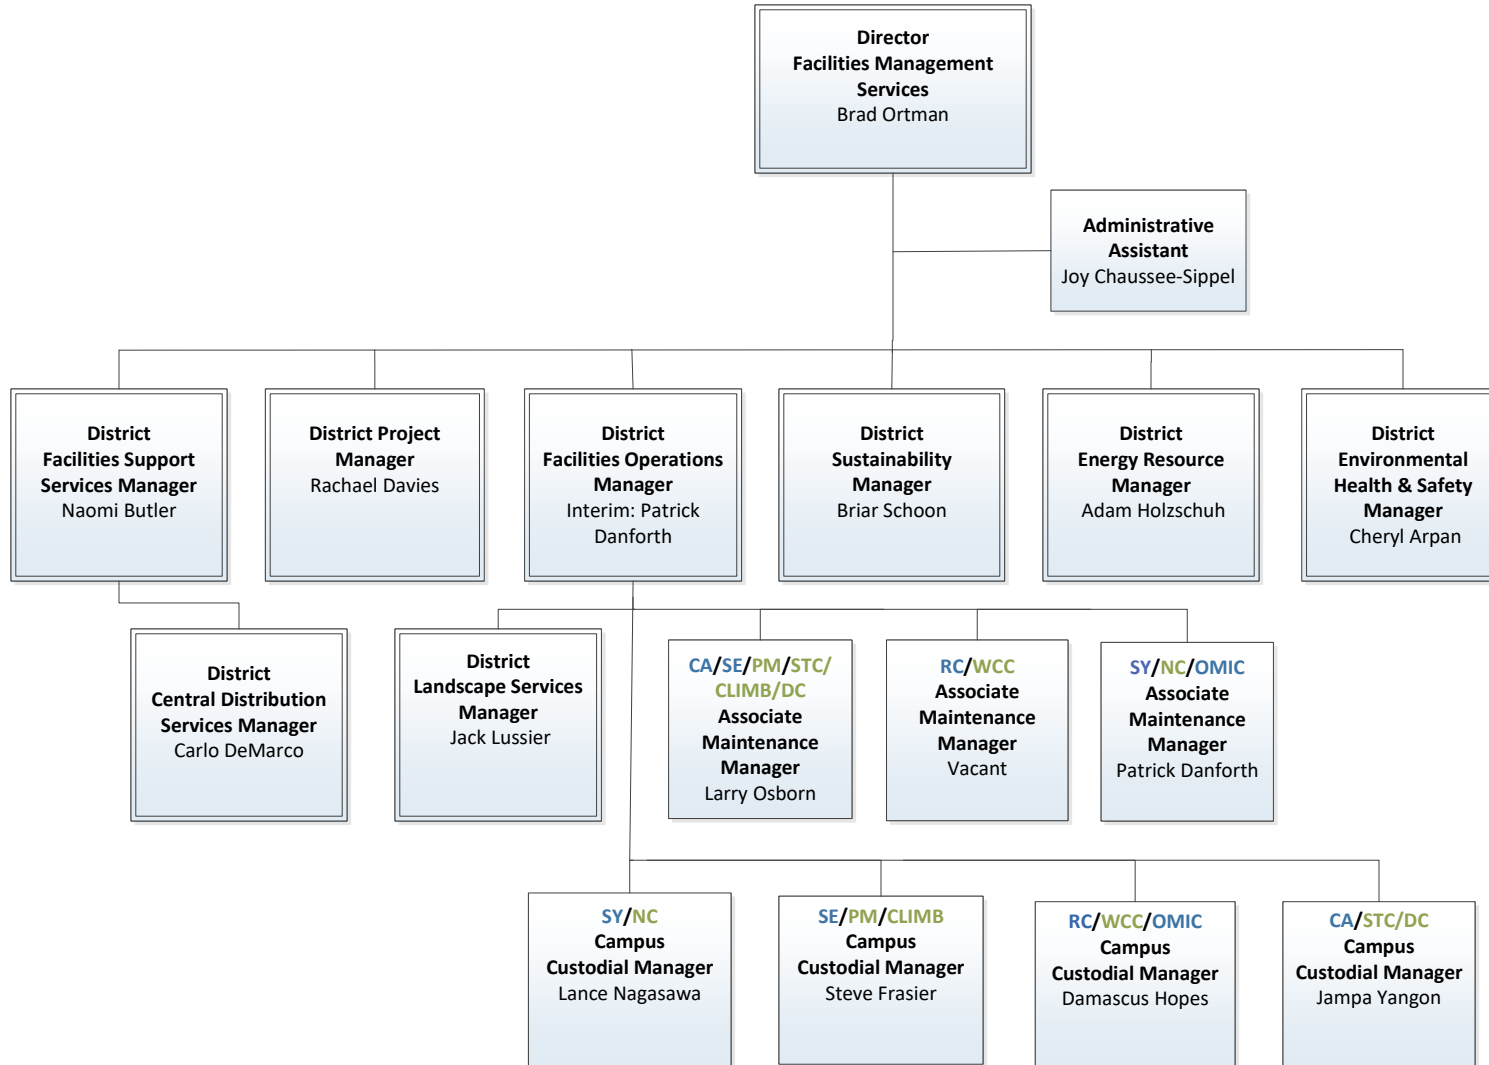 Director
Facilities Management
Services
Brad Ortman
Administrative
Assistant
Joy Chaussee-Sippel
District
Facilities Support
Services Manager
Naomi Butler
District Project
Manager
Rachael Davies
District
Facilities Operations
Manager
Interim: Patrick
Danforth
District
Sustainability
Manager
Briar Schoon
District
Energy Resource
Manager
Adam Holzschuh
District
Environmental
Health & Safety
Manager
Cheryl Arpan
District
Central Distribution
Services Manager
Carlo DeMarco
District
Landscape Services
Manager
Jack Lussier
CA/SE/PM/STC/
CLIMB/DC
Associate
Maintenance
Manager
Larry Osborn
RC/WCC
Associate
Maintenance
Manager
Vacant
SY/NC/OMIC
Associate
Maintenance
Manager
Patrick Danforth
SY/NC
Campus
Custodial Manager
Lance Nagasawa
SE/PM/CLIMB
Campus
Custodial Manager
Steve Frasier
RC/WCC/OMIC
Campus
Custodial Manager
Damascus Hopes
CA/STC/DC
Campus
Custodial Manager
Jampa Yangon